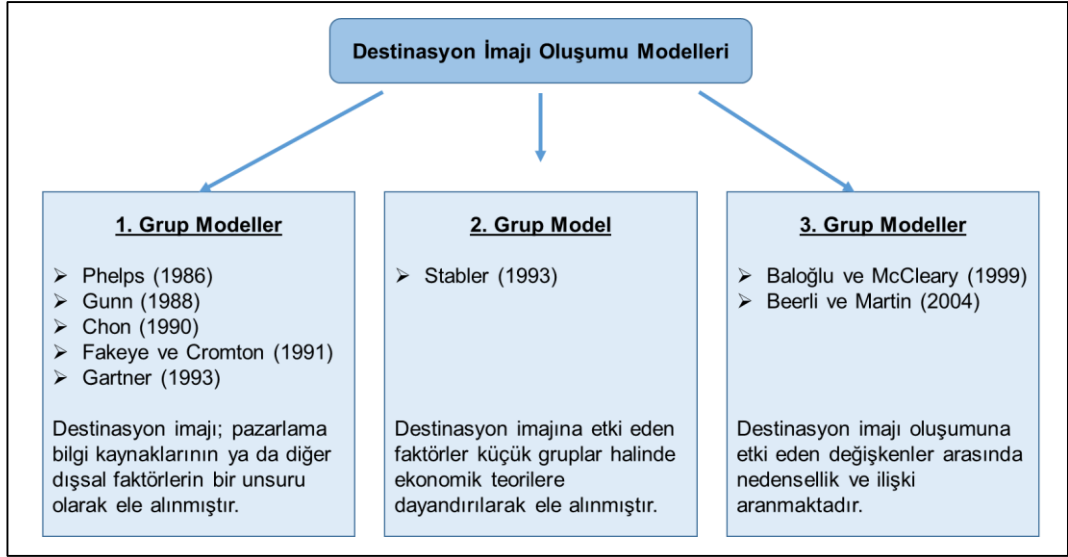 Destinasyon İmajı Oluşumu Modelleri
1. Grup Modeller
➢ Phelps (1986)
➢ Gunn (1988)
➢ Chon (1990)
➢ Fakeye ve Cromton (1991)
➢ Gartner (1993)
Destinasyon imajı; pazarlama
bilgi kaynaklarının ya da diğer
dışsal faktörlerin bir unsuru
olarak ele alınmıştır.
2. Grup Model
➢ Stabler (1993)
Destinasyon imajına etki eden
faktörler küçük gruplar halinde
ekonomik teorilere
dayandırılarak ele alınmıştır.
3. Grup Modeller
➢ Baloğlu ve McCleary (1999)
➢ Beerli ve Martin (2004)
Destinasyon imajı oluşumuna
etki eden değişkenler arasında
nedensellik ve ilişki
aranmaktadır.